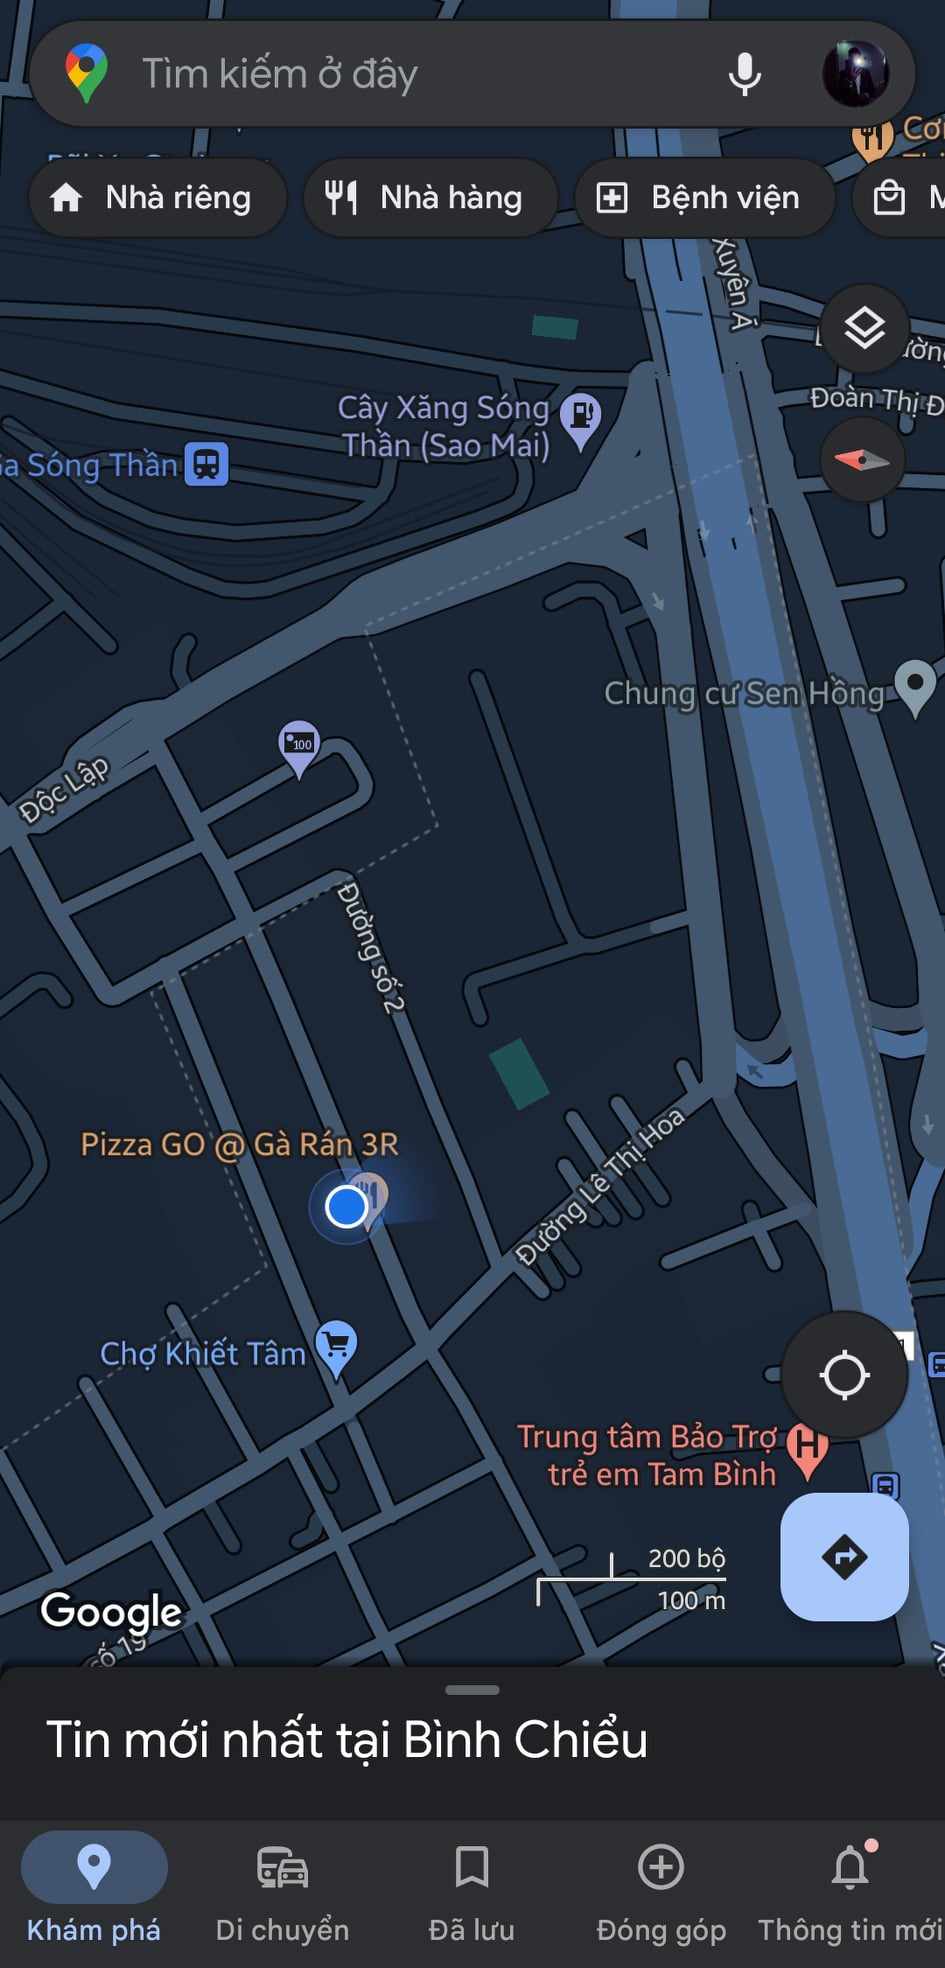 Tìm kiếm ở đây
Nhà riêng
Nhà hàng
Bệnh viện
Xuyên Á
Cây Xăng Sóng
Thần (Sao Mai)
Đoàn Thị
Ga Sóng Thần
Chung cư Sen Hồng
100
Độc Lập
Đường số 2
Pizza GO @ Gà Rán 3R
Đường Lê Thị Hoa
Chợ Khiết Tâm
Trung tâm Bảo Trợ
trẻ em Tam Bình
H
200 bộ
100 m
Google
19
Tin mới nhất tại Bình Chiểu
Khám phá
Di chuyển
Đã lưu
Đóng góp
Thông tin mới